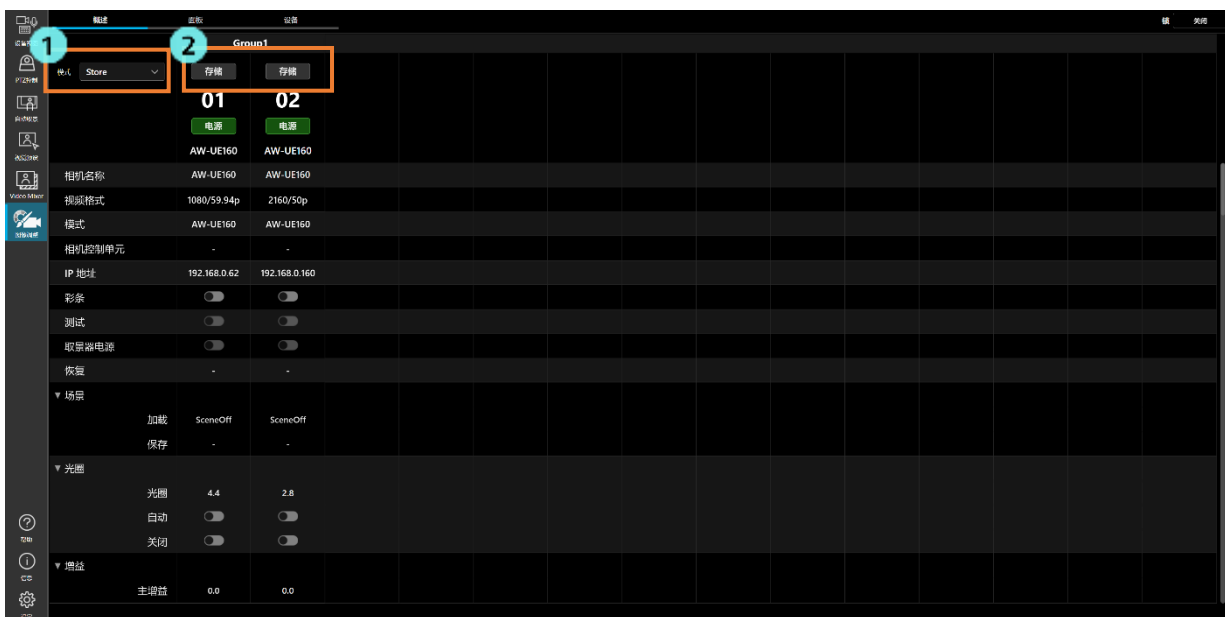 概述 面板 设备 锁 关闭
1 2 Group1
模式 Store 存储 存储
PTZ控制
01 02
电源 电源
AW-UE160 AW-UE160
相机名称 AW-UE160 AW-UE160
Video Mixer
视频格式 1080/59.94p 2160/50p
模式 AW-UE160 AW-UE160
相机控制单元 - -
IP 地址 192.168.0.62 192.168.0.160
彩条
测试
取景器电源
恢复 - -
▼ 场景
加载 SceneOff SceneOff
保存 - -
▼ 光圈
光圈 4.4 2.8
自动
关闭
▼ 增益
主增益 0.0 0.0